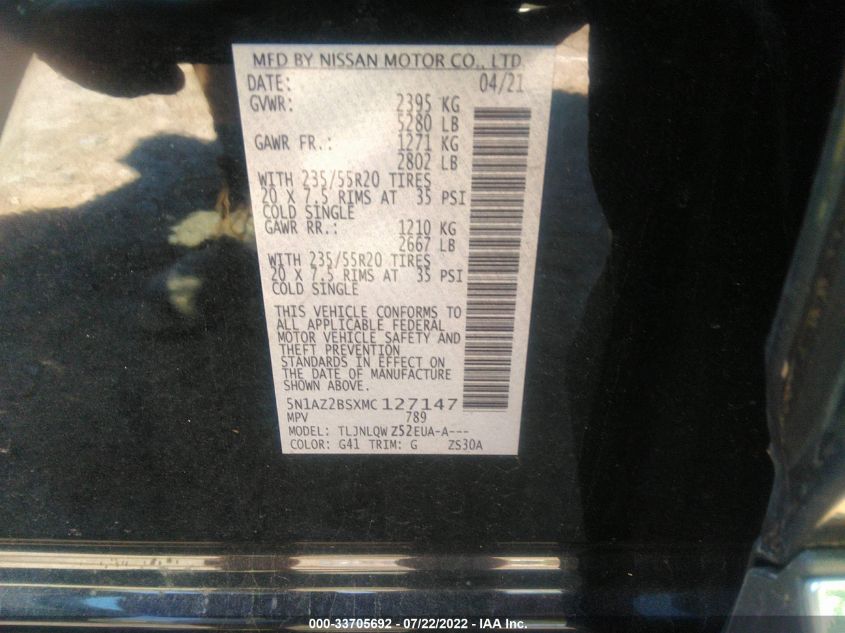 MFD BY NISSAN MOTOR CO., LTD.
DATE: 04/21
GVWR: 2395 KG
5280 LB
GAWR FR.: 1271 KG
2802 LB
WITH 235/55R20 TIRES
20 X 7.5 RIMS AT 35 PSI
COLD SINGLE
GAWR RR.: 1210 KG
2667 LB
WITH 235/55R20 TIRES
20 X 7.5 RIMS AT 35 PSI
COLD SINGLE
THIS VEHICLE CONFORMS TO
ALL APPLICABLE FEDERAL
MOTOR VEHICLE SAFETY AND
THEFT PREVENTION
STANDARDS IN EFFECT ON
THE DATE OF MANUFACTURE
SHOWN ABOVE.
5N1AZ2BSXMC127147
MPV 789
MODEL: TLJNLQWZ52EUA-A---
COLOR: G41 TRIM: G ZS30A
000-33705692 - 07/22/2022 - IAA Inc.